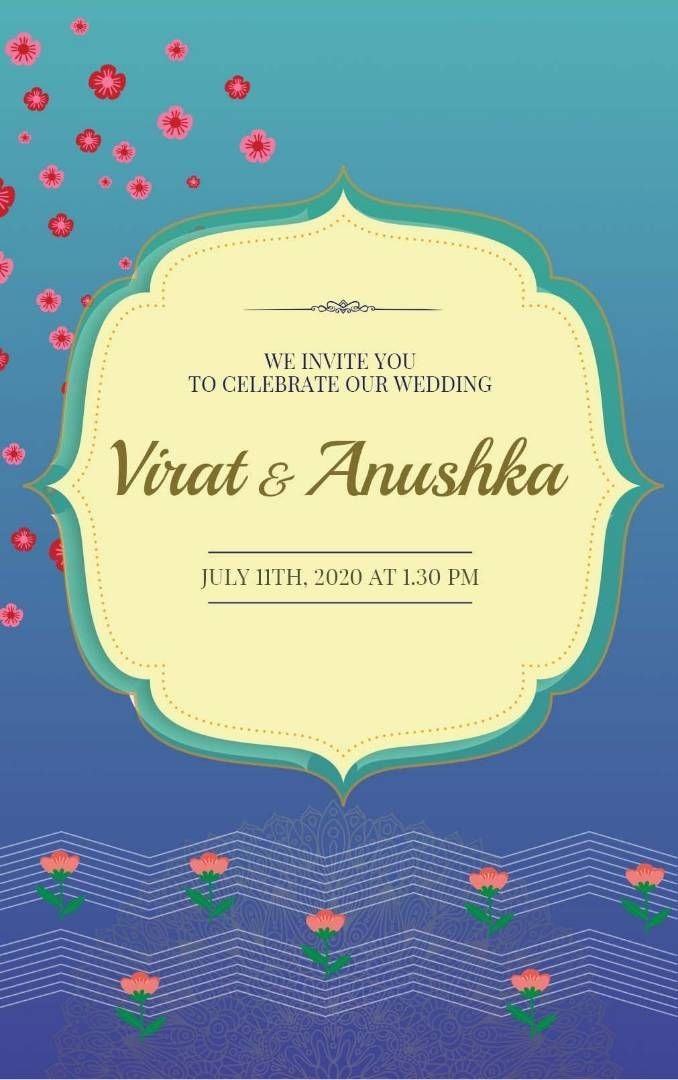 WE INVITE YOU
TO CELEBRATE OUR WEDDING
Virat & Anushka
JULY 11TH, 2020 AT 1.30 PM